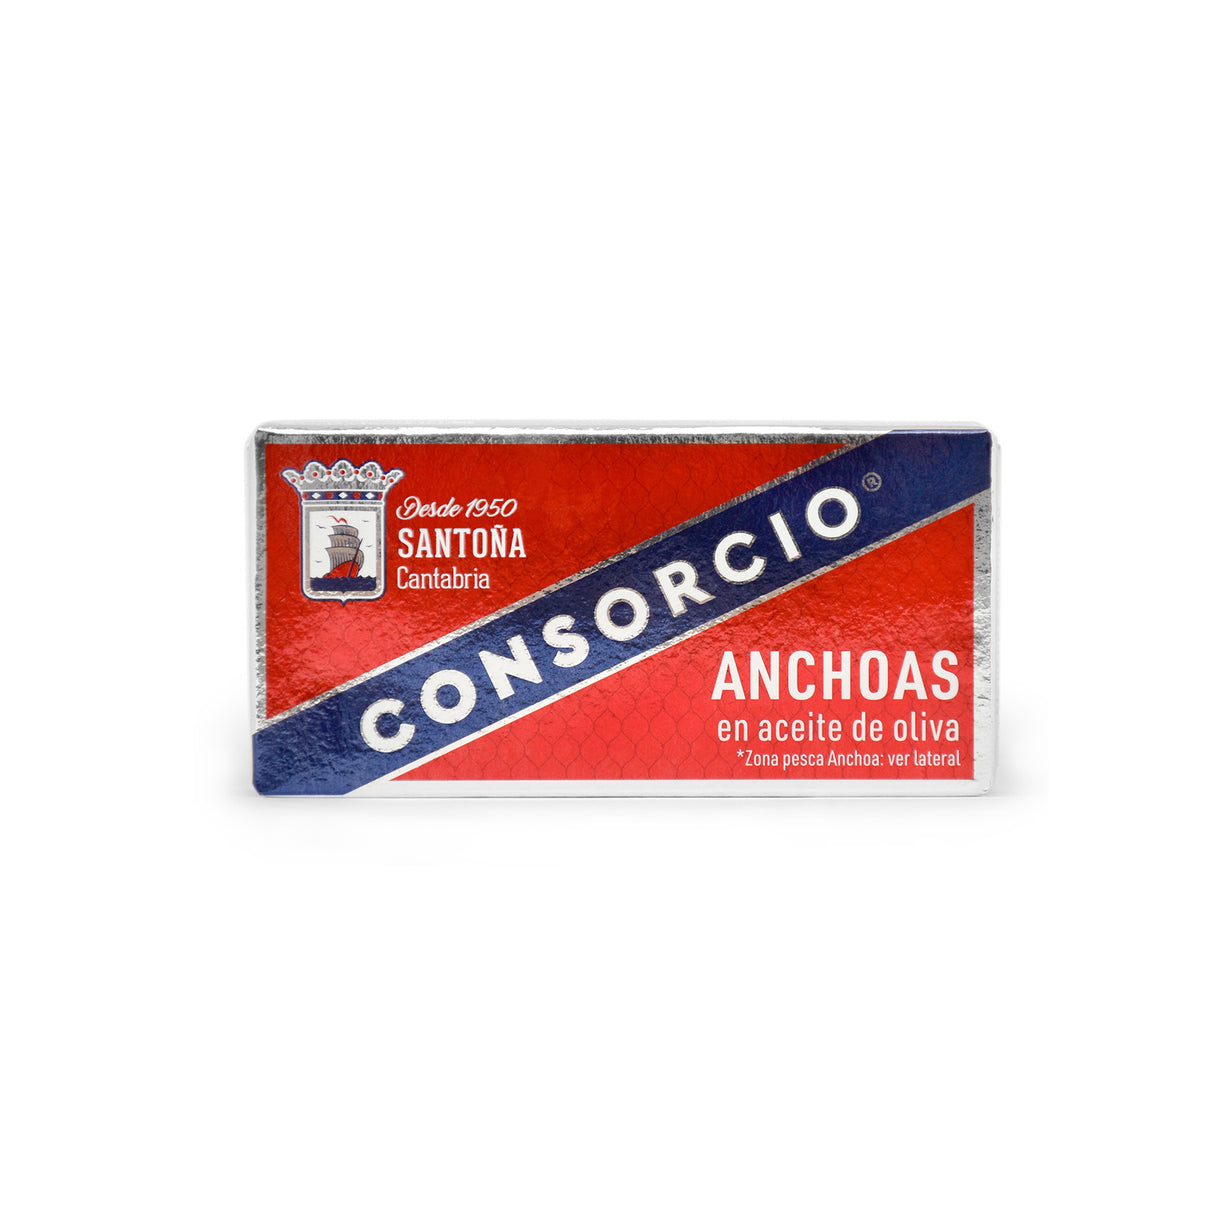 Desde 1950
SANTOÑA
Cantabria
CONSORCIO®
ANCHOAS
en aceite de oliva
*Zona pesca Anchoa: ver lateral